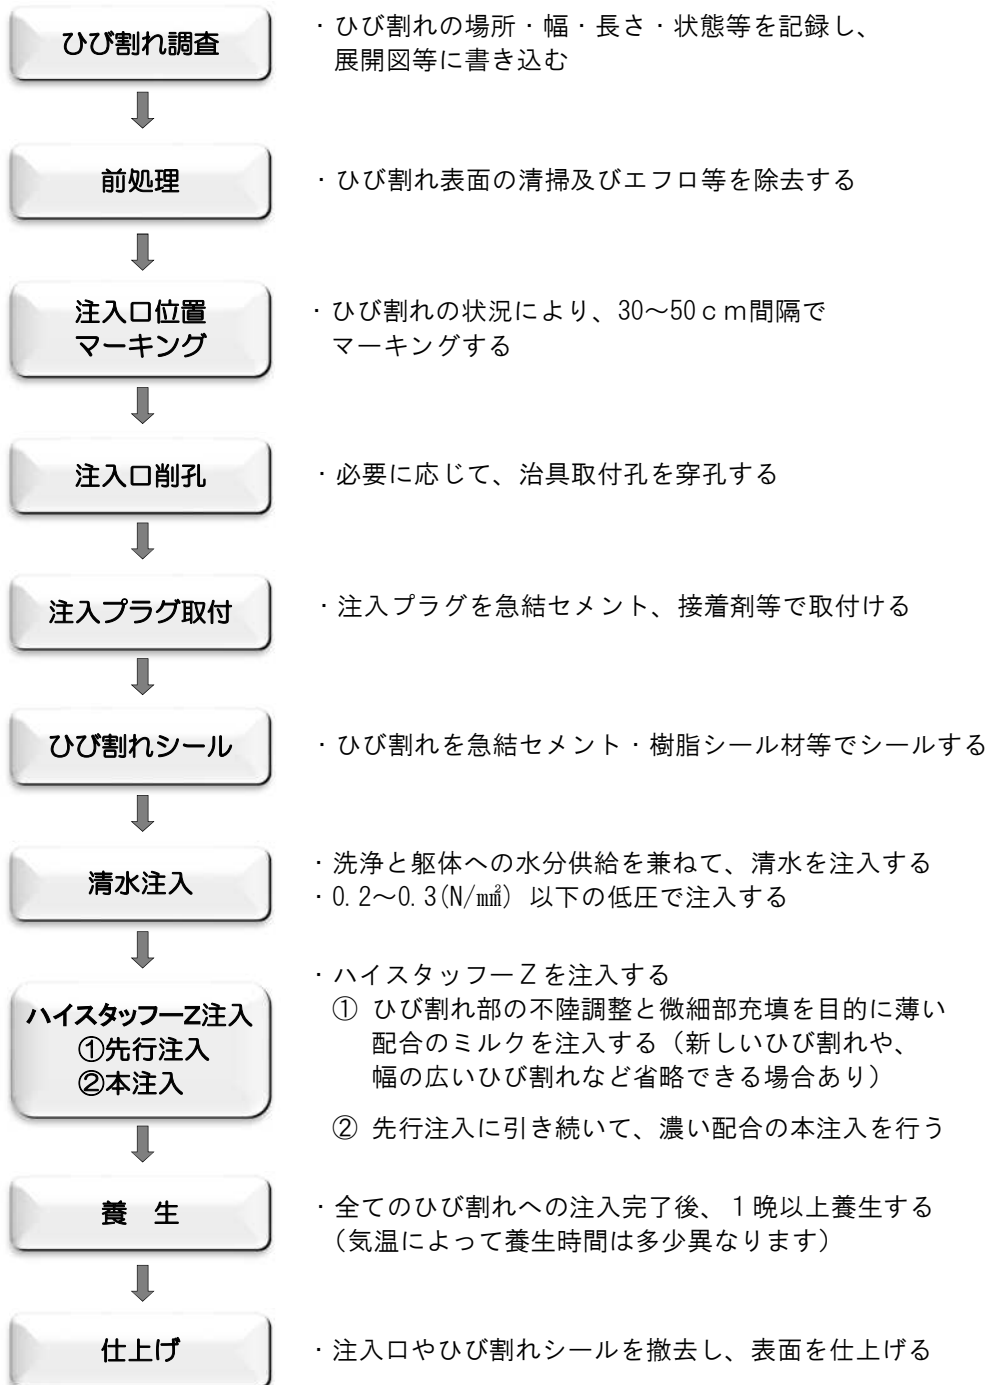 ひび割れ調査
・ひび割れの場所・幅・長さ・状態等を記録し、
展開図等に書き込む
前処理
・ひび割れ表面の清掃及びエフロ等を除去する
注入口位置
マーキング
・ひび割れの状況により、30～50ｃｍ間隔で
マーキングする
注入口削孔
・必要に応じて、治具取付孔を穿孔する
注入プラグ取付
・注入プラグを急結セメント、接着剤等で取付ける
ひび割れシール
・ひび割れを急結セメント・樹脂シール材等でシールする
清水注入
・洗浄と躯体への水分供給を兼ねて、清水を注入する
・0.2～0.3(N/㎟) 以下の低圧で注入する
ハイスタッフーZ注入
①先行注入
②本注入
・ハイスタッフーＺを注入する
① ひび割れ部の不陸調整と微細部充填を目的に薄い
配合のミルクを注入する（新しいひび割れや、
幅の広いひび割れなど省略できる場合あり）
② 先行注入に引き続いて、濃い配合の本注入を行う
養　生
・全てのひび割れへの注入完了後、１晩以上養生する
（気温によって養生時間は多少異なります）
仕上げ
・注入口やひび割れシールを撤去し、表面を仕上げる